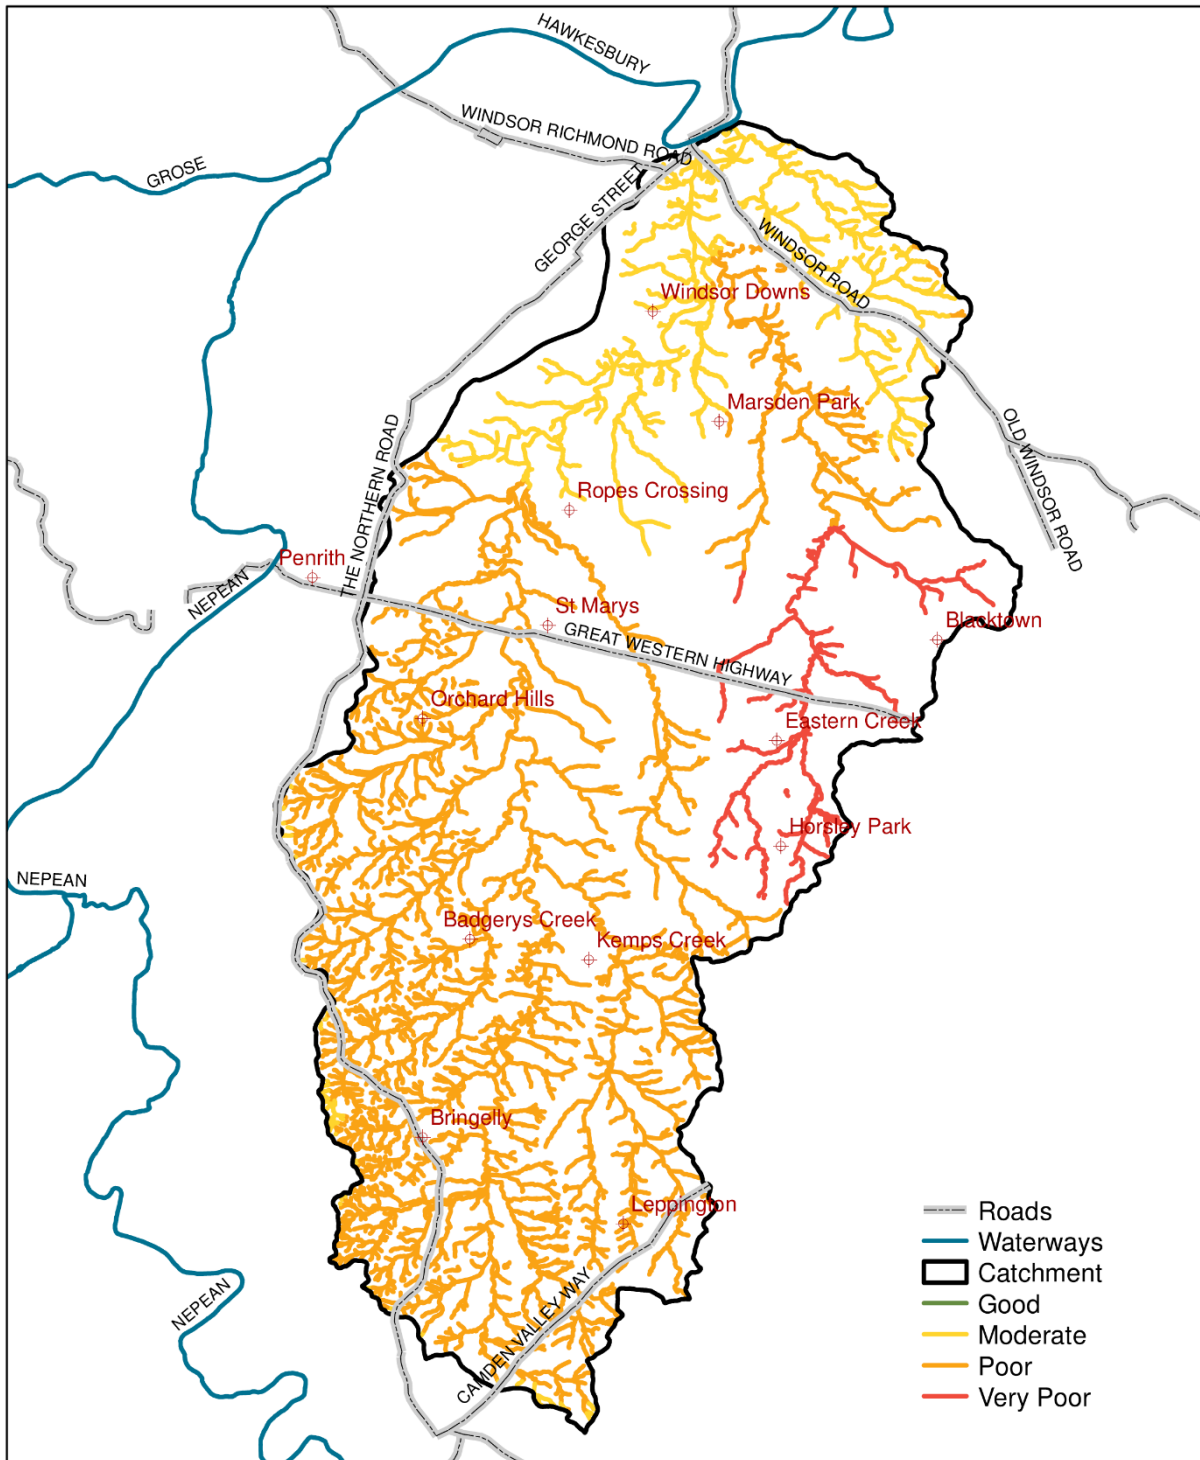 HAWKESBURY
WINDSOR RICHMOND ROAD
GROSE
GEORGE STREET
WINDSOR ROAD
Windsor Downs
Marsden Park
OLD WINDSOR ROAD
THE NORTHERN ROAD
Ropes Crossing
Penrith
NEPEAN
St Marys
Blacktown
GREAT WESTERN HIGHWAY
Orchard Hills
Eastern Creek
Horsley Park
NEPEAN
Badgerys Creek
Kemps Creek
Bringelly
Leppington
NEPEAN
CAMDEN VALLEY WAY
Roads
Waterways
Catchment
Good
Moderate
Poor
Very Poor